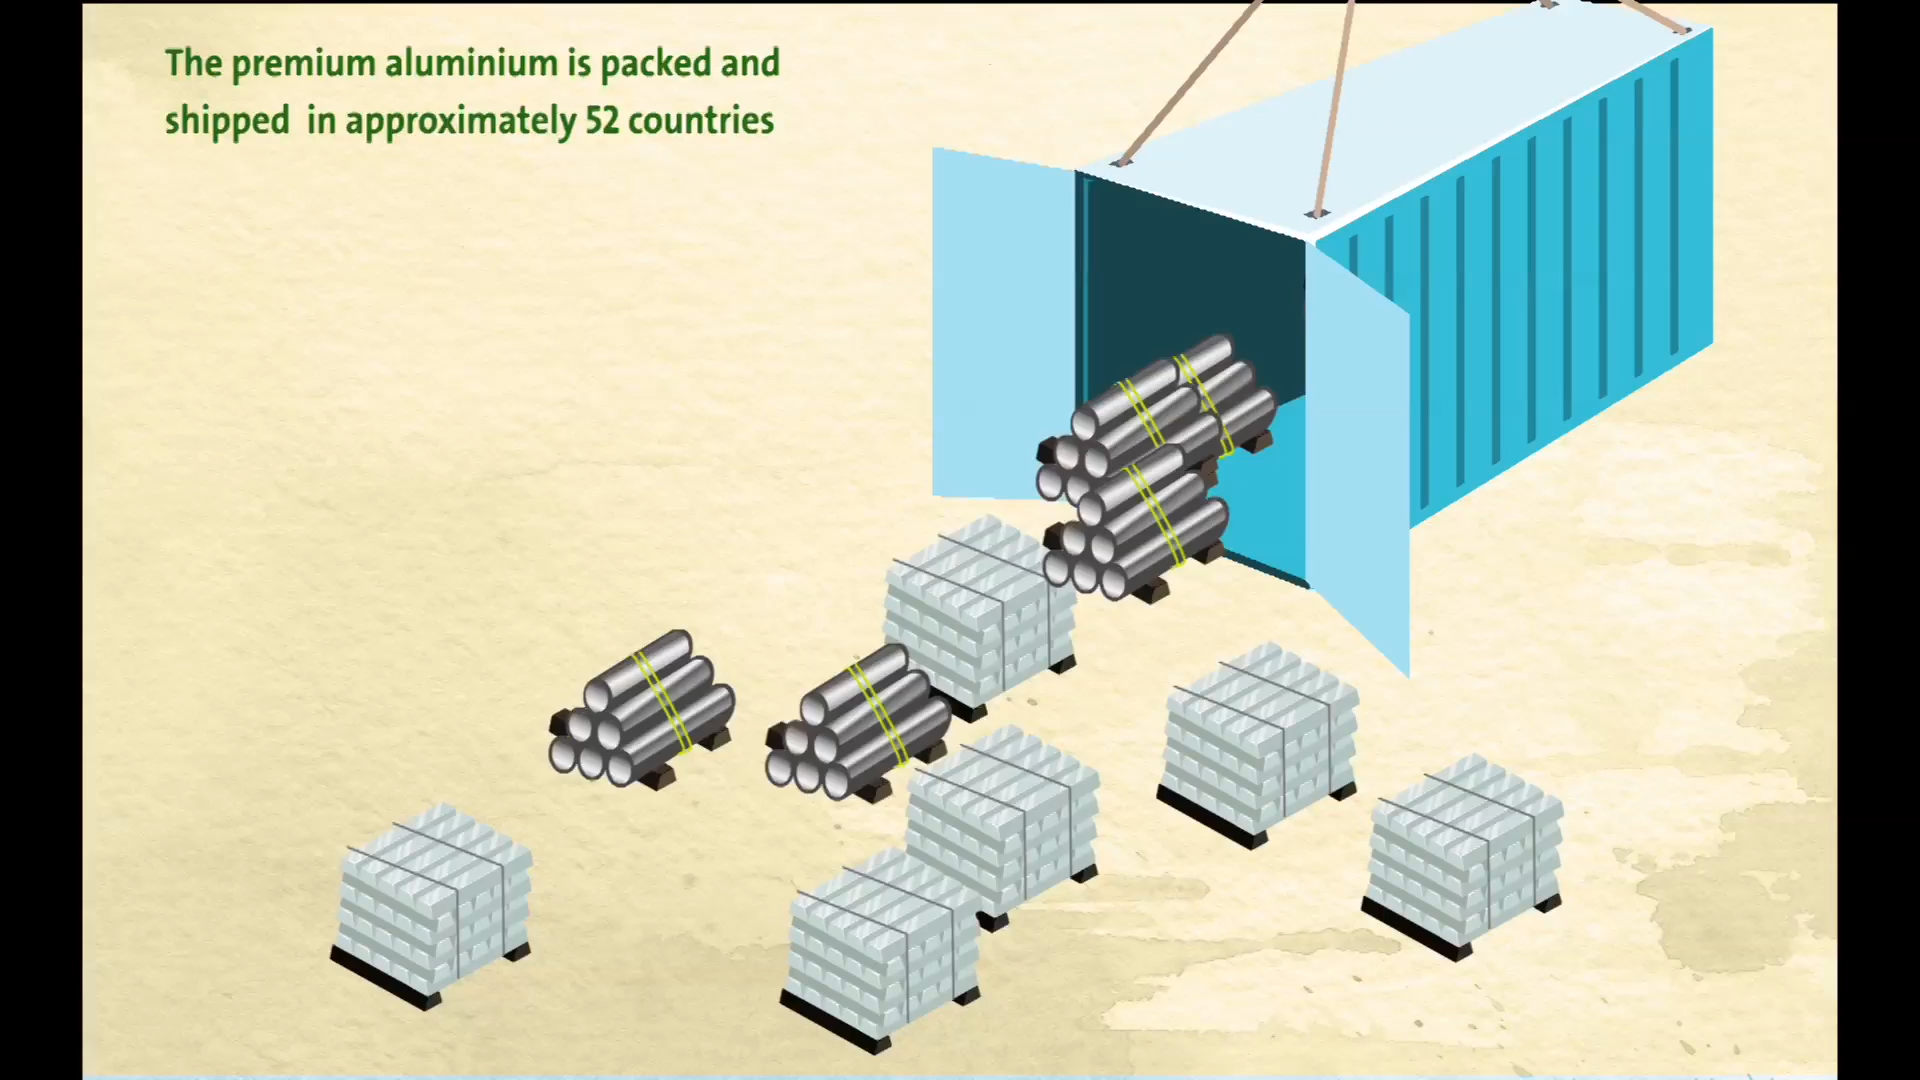 The premium aluminium is packed and
shipped in approximately 52 countries